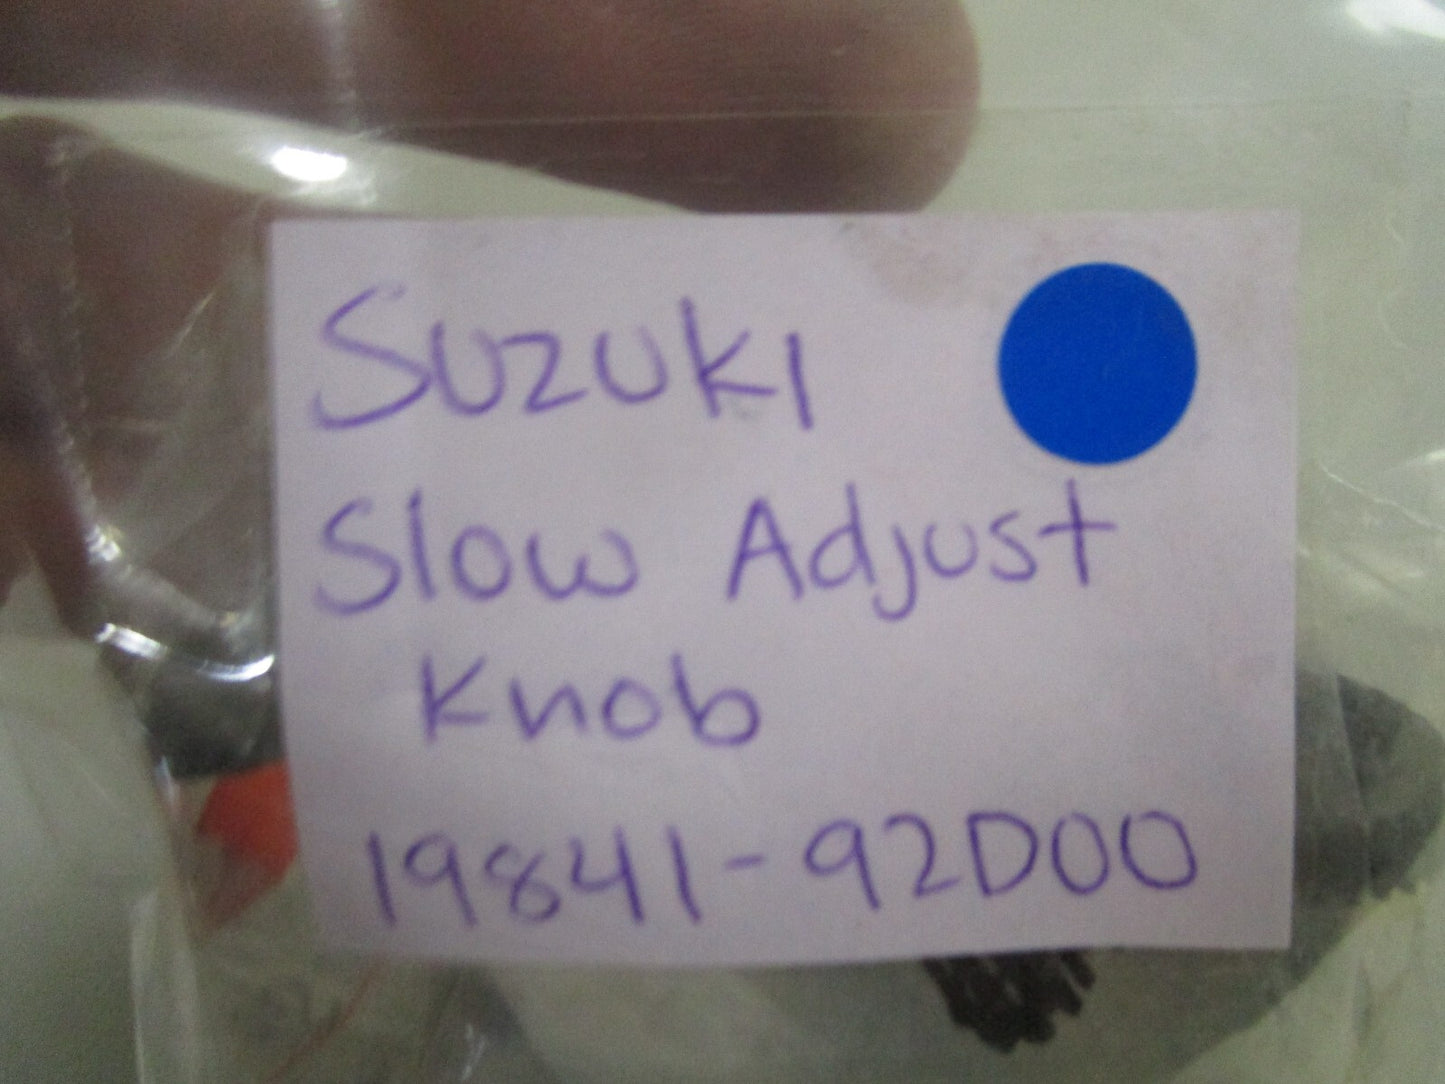 Suzuki
Slow Adjust
Knob
19841-92D00